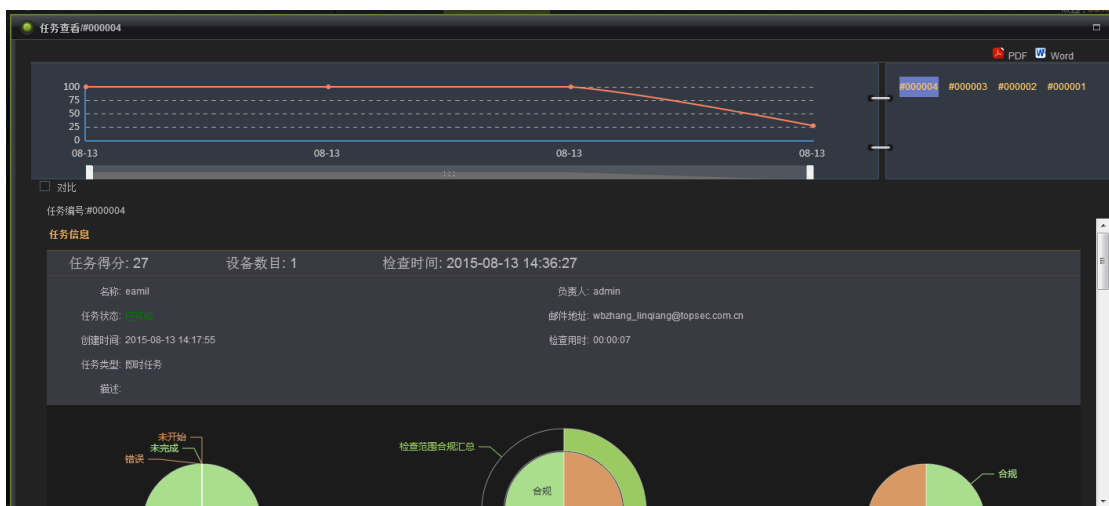 任务查看/#000004
PDF Word
100
75
50
25
0
08-13 08-13 08-13 08-13
#000004 #000003 #000002 #000001
对比
任务编号:#000004
任务信息
任务得分: 27 设备数目: 1 检查时间: 2015-08-13 14:36:27
名称: eamil 负责人: admin
任务状态: 已完成 邮件地址: wbzhang_linqiang@topsec.com.cn
创建时间: 2015-08-13 14:17:55 检查用时: 00:00:07
任务类型: 即时任务
描述:
未开始
未完成
错误
检查范围合规汇总
合规
合规